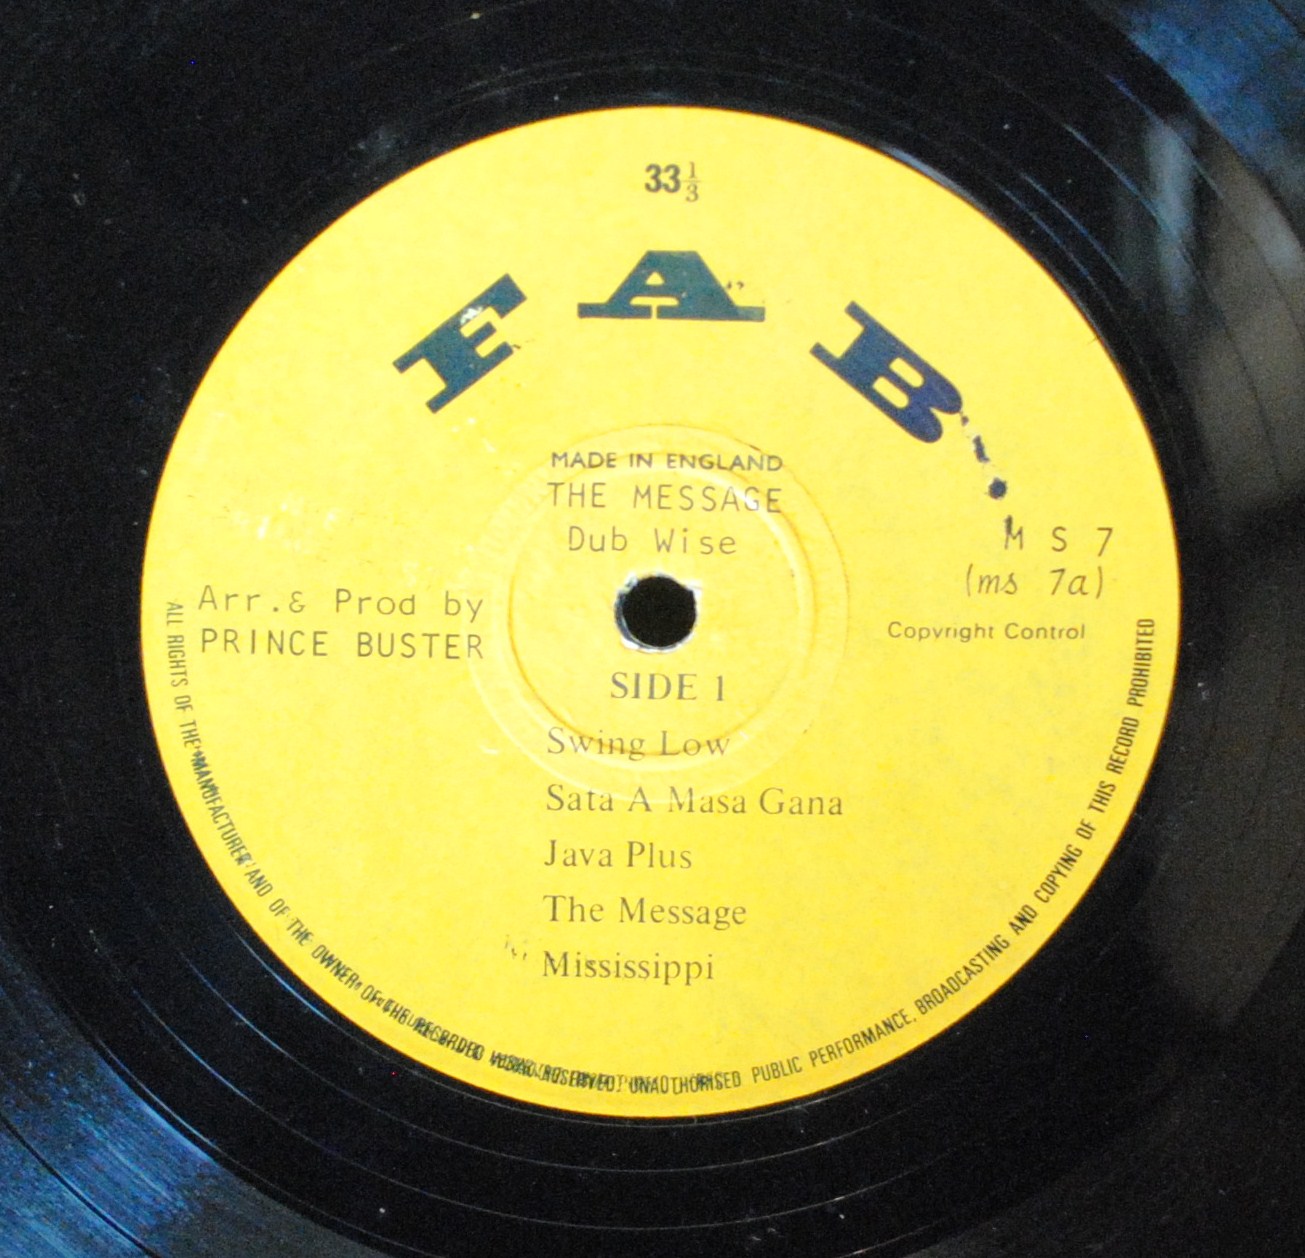 33 1/3
FAB.
MADE IN ENGLAND
THE MESSAGE
Dub Wise
M S 7
(ms 7a)
Arr.& Prod by
PRINCE BUSTER
Copyright Control
SIDE 1
Swing Low
Sata A Masa Gana
Java Plus
The Message
Mississippi
ALL RIGHTS OF THE MANUFACTURER AND OF THE OWNER OF THE RECORDED WORK RESERVED. UNAUTHORISED PUBLIC PERFORMANCE, BROADCASTING AND COPYING OF THIS RECORD PROHIBITED